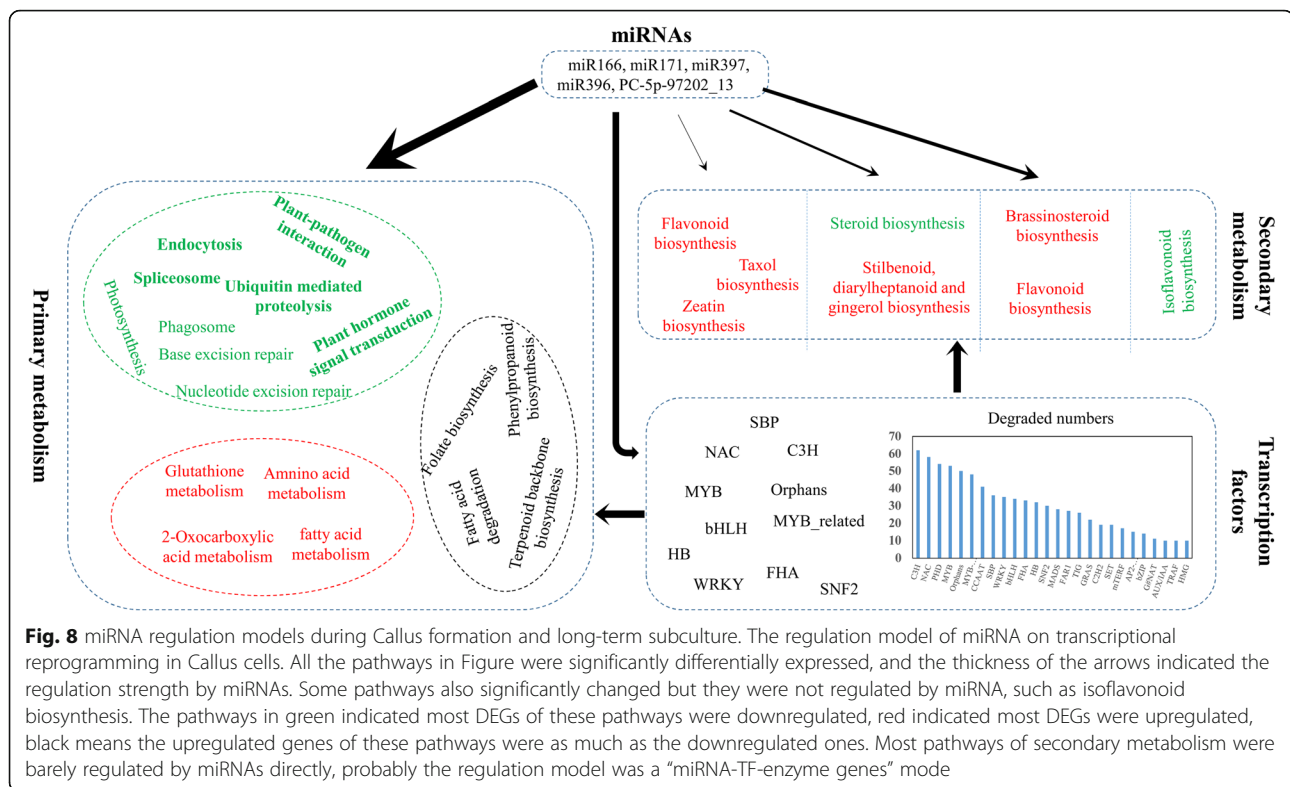 miRNAs
miR166, miR171, miR397,
miR396, PC-5p-97202_13
Primary metabolism
Plant-pathogen
interaction
Endocytosis
Spliceosome
Ubiquitin mediated
proteolysis
Photosynthesis
Phagosome
Plant hormone
signal transduction
Base excision repair
Nucleotide excision repair
Glutathione
metabolism
Amnino acid
metabolism
2-Oxocarboxylic
acid metabolism
fatty acid
metabolism
Folate biosynthesis
Phenylpropanoid
biosynthesis
Fatty acid
degradation
Terpenoid backbone
biosynthesis
Secondary
metabolism
Flavonoid
biosynthesis
Taxol
biosynthesis
Zeatin
biosynthesis
Steroid biosynthesis
Stilbenoid,
diarylheptanoid and
gingerol biosynthesis
Brassinosteroid
biosynthesis
Flavonoid
biosynthesis
Isoflavonoid
biosynthesis
Transcription
factors
SBP
NAC
C3H
MYB
Orphans
bHLH
MYB_related
HB
FHA
WRKY
SNF2
Degraded numbers
70
60
50
40
30
20
10
0
C3H
NAC
PHD
MYB
Orphans
MYB-...
CCAAT
SBP
WRKY
bHLH
FHA
HB
SNF2
MADS
FAR1
TIG
GRAS
C2H2
SET
mTERF
AP2-...
bZIP
GNAT
AUX/IAA
TRAF
HMG
Fig. 8 miRNA regulation models during Callus formation and long-term subculture. The regulation model of miRNA on transcriptional
reprogramming in Callus cells. All the pathways in Figure were significantly differentially expressed, and the thickness of the arrows indicated the
regulation strength by miRNAs. Some pathways also significantly changed but they were not regulated by miRNA, such as isoflavonoid
biosynthesis. The pathways in green indicated most DEGs of these pathways were downregulated, red indicated most DEGs were upregulated,
black means the upregulated genes of these pathways were as much as the downregulated ones. Most pathways of secondary metabolism were
barely regulated by miRNAs directly, probably the regulation model was a “miRNA-TF-enzyme genes” mode